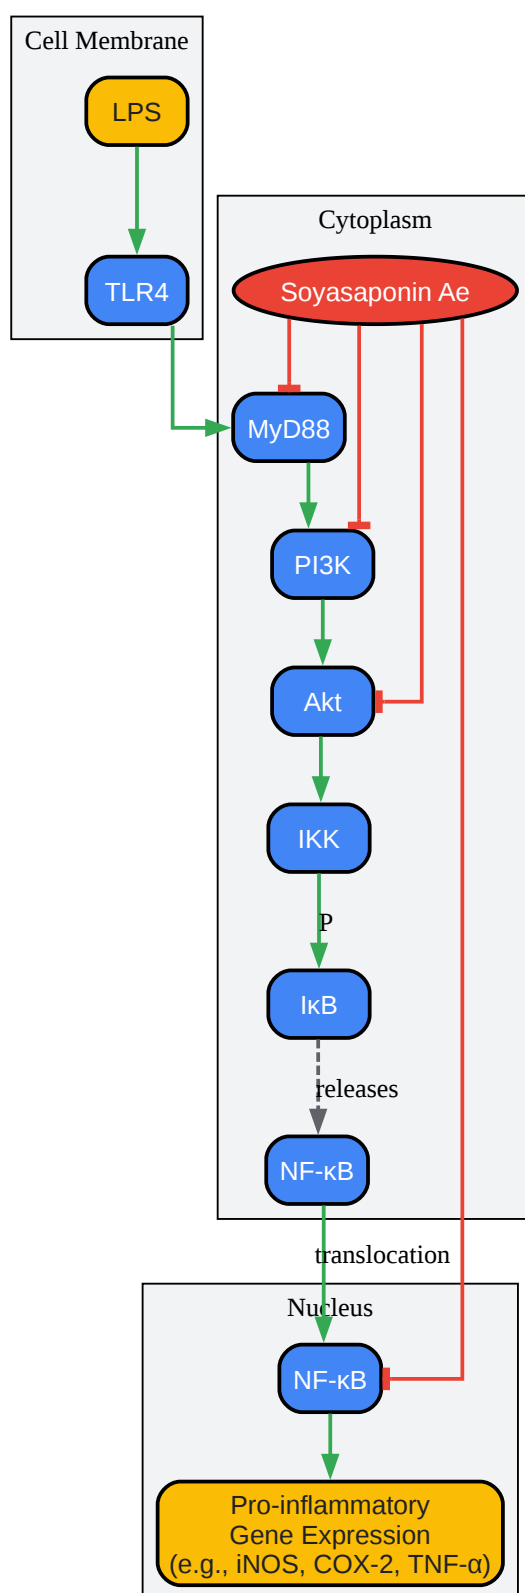 Cell Membrane
LPS
TLR4
Cytoplasm
Soyasaponin Ae
MyD88
PI3K
Akt
IKK
P
IκB
releases
NF-κB
translocation
Nucleus
NF-κB
Pro-inflammatory
Gene Expression
(e.g., iNOS, COX-2, TNF-α)